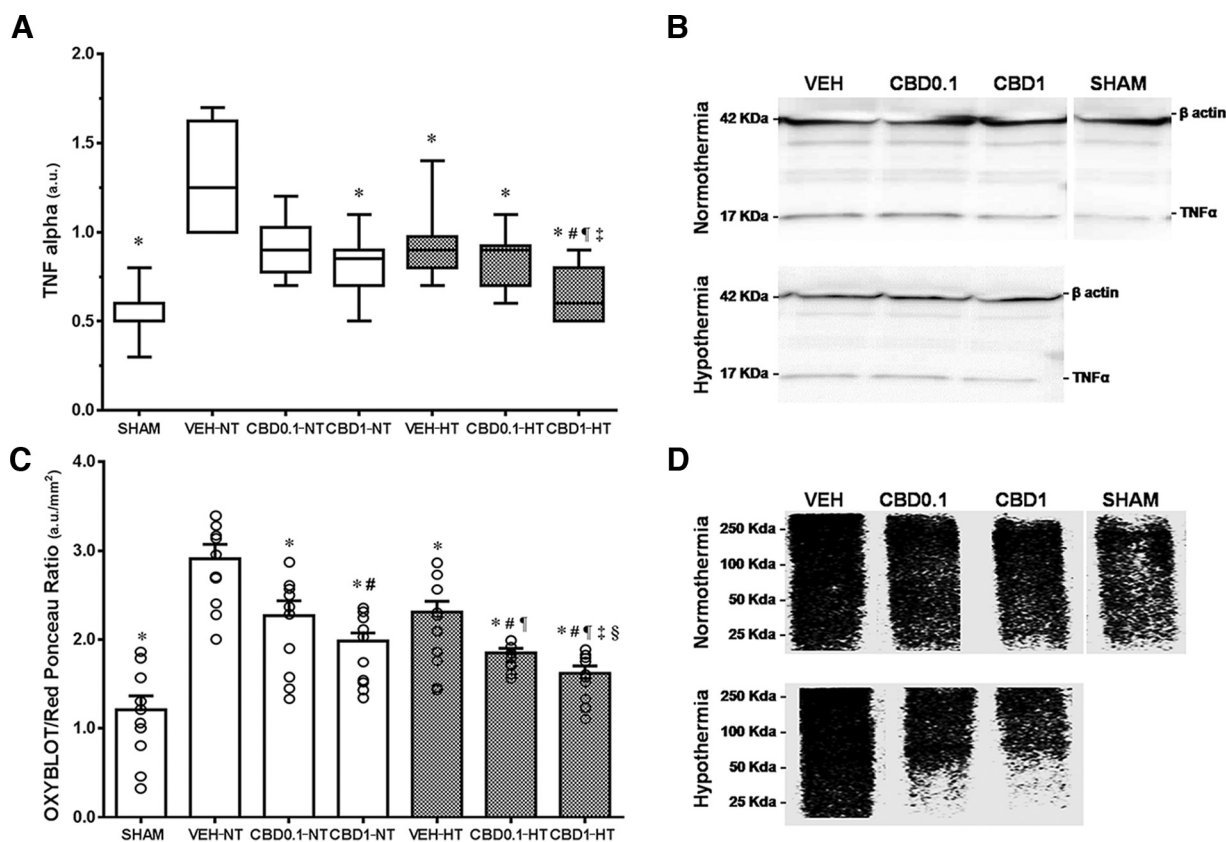 A
TNF alpha (a.u.)
2.0
1.5
1.0
0.5
0.0
*
*
*
*
* # ¶ ‡
SHAM VEH-NT CBD0.1-NT CBD1-NT VEH-HT CBD0.1-HT CBD1-HT
B
VEH CBD0.1 CBD1 SHAM
Normothermia
42 KDa
β actin
17 KDa
TNFα
Hypothermia
42 KDa
β actin
17 KDa
TNFα
C
OXYBLOT/Red Ponceau Ratio (a.u./mm²)
4.0
3.0
2.0
1.0
0.0
*
*
* #
*
* # ¶
* # ¶ ‡ §
SHAM VEH-NT CBD0.1-NT CBD1-NT VEH-HT CBD0.1-HT CBD1-HT
D
VEH CBD0.1 CBD1 SHAM
Normothermia
250 Kda
100 Kda
50 Kda
25 Kda
Hypothermia
250 Kda
100 Kda
50 Kda
25 Kda